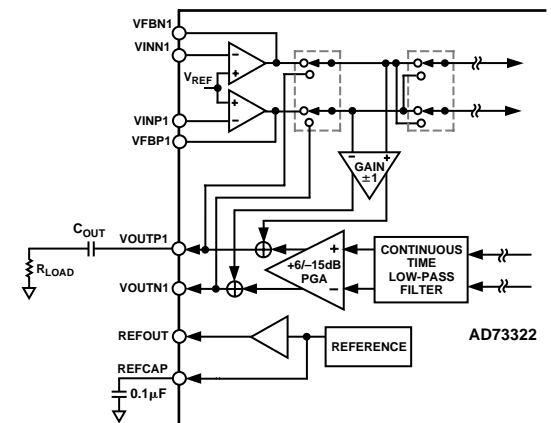 VFBN1
VINN1
VREF
VINP1
VFBP1
GAIN
±1
COUT
VOUTP1
+6/–15dB
PGA
CONTINUOUS
TIME
LOW-PASS
FILTER
RLOAD
VOUTN1
AD73322
REFOUT
REFERENCE
REFCAP
0.1μF